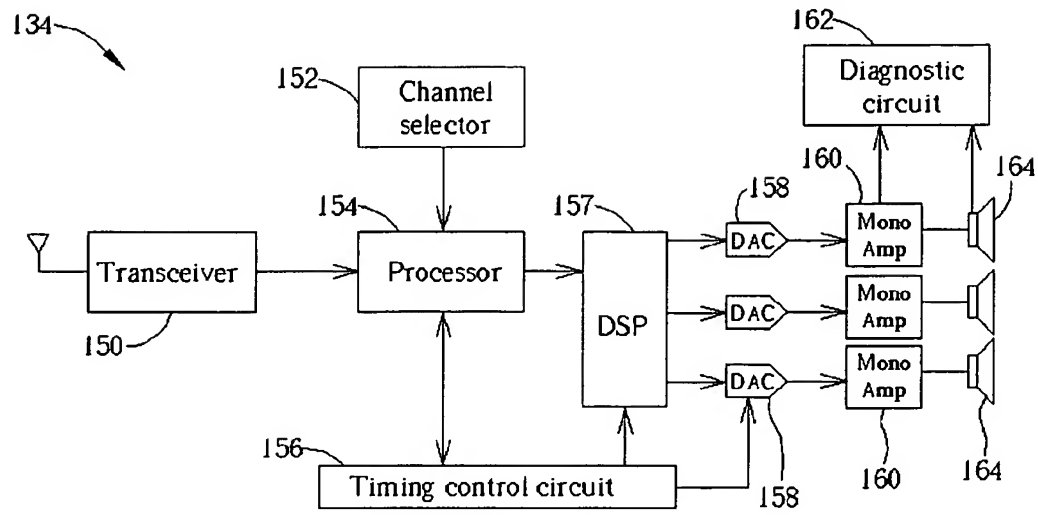 134
162
Diagnostic
circuit
152
Channel
selector
160
164
158
154
157
Mono
Amp
DAC
Transceiver
Processor
DSP
DAC
Mono
Amp
150
DAC
Mono
Amp
156
Timing control circuit
158
160
164